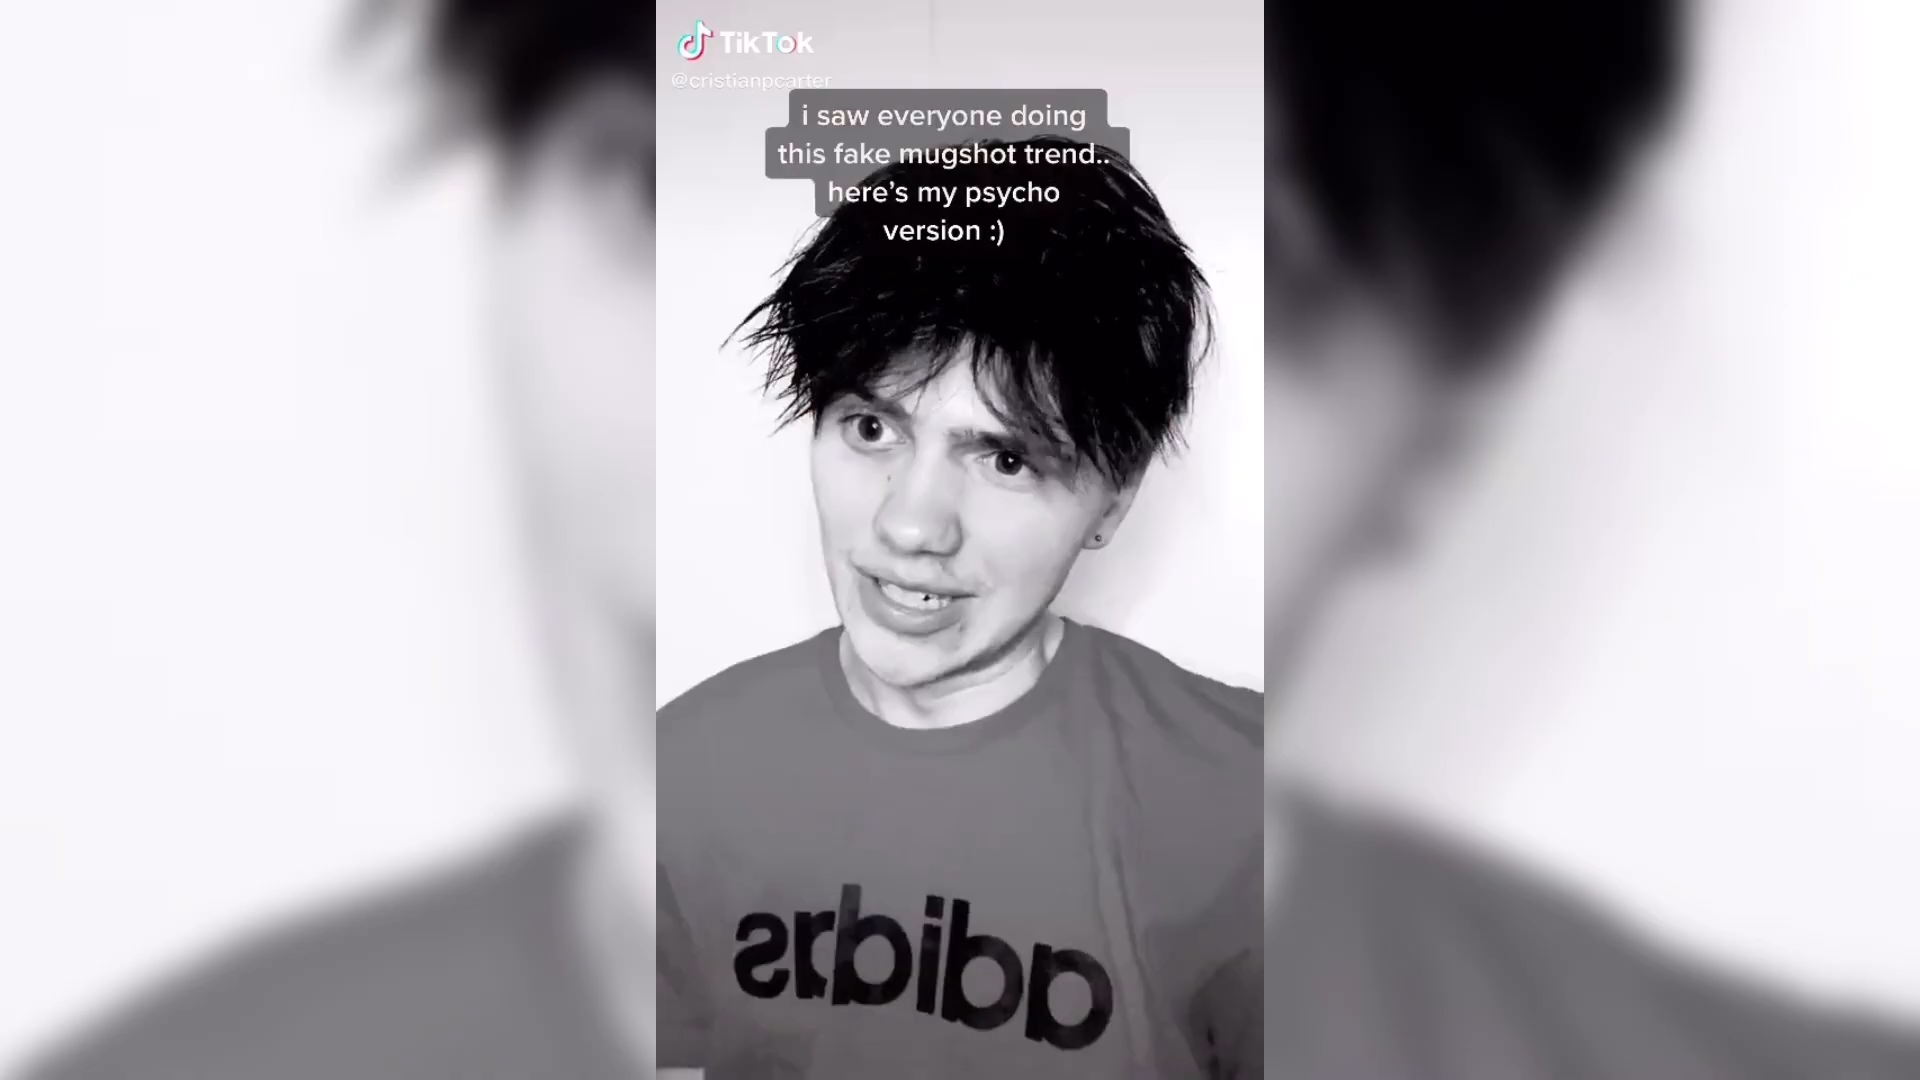 TikTok
@cristianpcarter
i saw everyone doing
this fake mugshot trend..
here’s my psycho
version :)
adidas